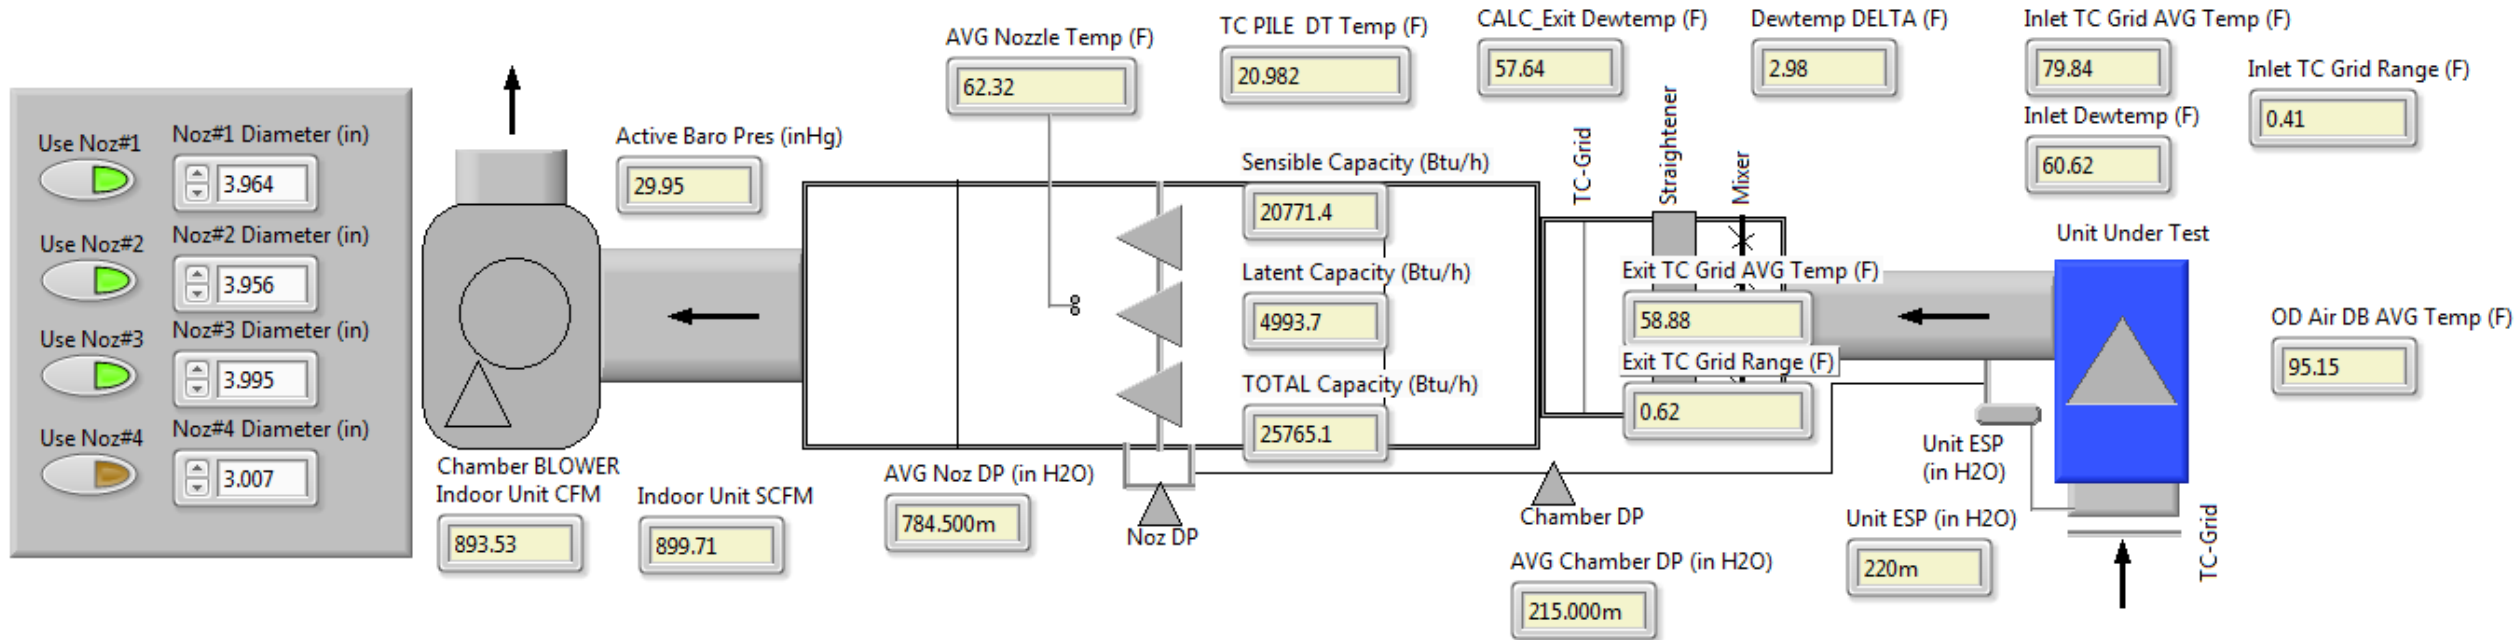 Use Noz#1
Noz#1 Diameter (in)
3.964
Use Noz#2
Noz#2 Diameter (in)
3.956
Use Noz#3
Noz#3 Diameter (in)
3.995
Use Noz#4
Noz#4 Diameter (in)
3.007
Chamber BLOWER
Indoor Unit CFM
893.53
Indoor Unit SCFM
899.71
Active Baro Pres (inHg)
29.95
AVG Nozzle Temp (F)
62.32
AVG Noz DP (in H2O)
784.500m
Noz DP
TC PILE DT Temp (F)
20.982
Sensible Capacity (Btu/h)
20771.4
Latent Capacity (Btu/h)
4993.7
TOTAL Capacity (Btu/h)
25765.1
CALC_Exit Dewtemp (F)
57.64
Dewtemp DELTA (F)
2.98
TC-Grid
Straightener
Mixer
Exit TC Grid AVG Temp (F)
58.88
Exit TC Grid Range (F)
0.62
Chamber DP
AVG Chamber DP (in H2O)
215.000m
Inlet TC Grid AVG Temp (F)
79.84
Inlet TC Grid Range (F)
0.41
Inlet Dewtemp (F)
60.62
Unit Under Test
OD Air DB AVG Temp (F)
95.15
Unit ESP
(in H2O)
Unit ESP (in H2O)
220m
TC-Grid